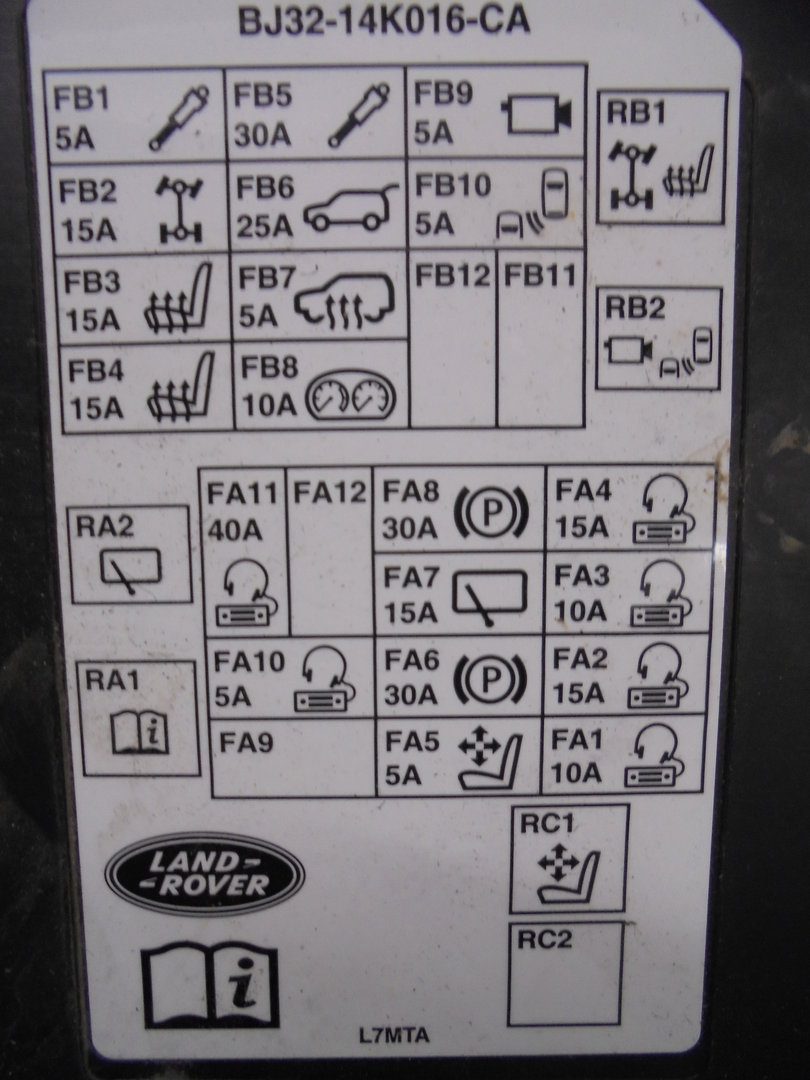 BJ32-14K016-CA
FB1
5A
FB5
30A
FB9
5A
RB1
FB2
15A
FB6
25A
FB10
5A
FB3
15A
FB7
5A
FB12
FB11
RB2
FB4
15A
FB8
10A
RA2
FA11
40A
FA12
FA8
30A
P
FA4
15A
FA7
15A
FA3
10A
RA1
i
FA10
5A
FA6
30A
P
FA2
15A
FA9
FA5
5A
FA1
10A
RC1
LAND-
-ROVER
RC2
i
L7MTA